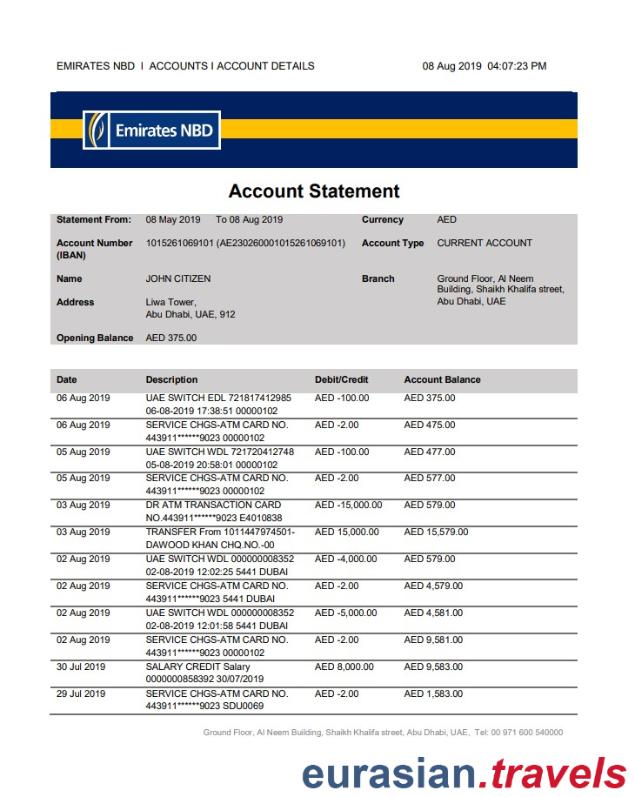 EMIRATES NBD I ACCOUNTS I ACCOUNT DETAILS 08 Aug 2019 04:07:23 PM
Emirates NBD
Account Statement
Statement From: 08 May 2019 To 08 Aug 2019 Currency AED
Account Number 1015261069101 (AE230260001015261069101) Account Type CURRENT ACCOUNT
(IBAN)
Name JOHN CITIZEN Branch Ground Floor, Al Neem
Building, Shaikh Khalifa street,
Address Liwa Tower, Abu Dhabi, UAE
Abu Dhabi, UAE, 912
Opening Balance AED 375.00
Date Description Debit/Credit Account Balance
06 Aug 2019 UAE SWITCH EDL 721817412985 AED -100.00 AED 375.00
06-08-2019 17:38:51 00000102
06 Aug 2019 SERVICE CHGS-ATM CARD NO. AED -2.00 AED 475.00
443911******9023 00000102
05 Aug 2019 UAE SWITCH WDL 721720412748 AED -100.00 AED 477.00
05-08-2019 20:58:01 00000102
05 Aug 2019 SERVICE CHGS-ATM CARD NO. AED -2.00 AED 577.00
443911******9023 00000102
03 Aug 2019 DR ATM TRANSACTION CARD AED -15,000.00 AED 579.00
NO.443911******9023 E4010838
03 Aug 2019 TRANSFER From 1011447974501- AED 15,000.00 AED 15,579.00
DAWOOD KHAN CHQ.NO.-00
02 Aug 2019 UAE SWITCH WDL 000000008352 AED -4,000.00 AED 579.00
02-08-2019 12:02:25 5441 DUBAI
02 Aug 2019 SERVICE CHGS-ATM CARD NO. AED -2.00 AED 4,579.00
443911******9023 5441 DUBAI
02 Aug 2019 UAE SWITCH WDL 000000008352 AED -5,000.00 AED 4,581.00
02-08-2019 12:01:58 5441 DUBAI
02 Aug 2019 SERVICE CHGS-ATM CARD NO. AED -2.00 AED 9,581.00
443911******9023 00000102
30 Jul 2019 SALARY CREDIT Salary AED 8,000.00 AED 9,583.00
0000000858392 30/07/2019
29 Jul 2019 SERVICE CHGS-ATM CARD NO. AED -2.00 AED 1,583.00
443911******9023 SDU0069
Ground Floor, Al Neem Building, Shaikh Khalifa street, Abu Dhabi, UAE, Tel: 00 971 600 540000
eurasian.travels